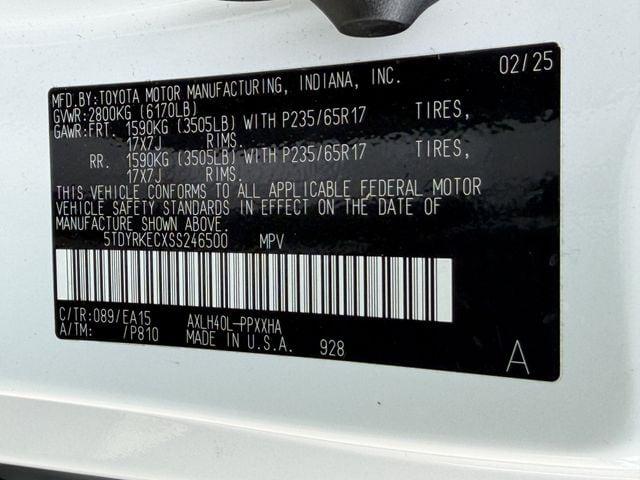 MFD.BY:TOYOTA MOTOR MANUFACTURING, INDIANA, INC. 02/25
GVWR:2800KG (6170LB)
GAWR:FRT. 1590KG (3505LB) WITH P235/65R17 TIRES,
17X7J RIMS.
RR. 1590KG (3505LB) WITH P235/65R17 TIRES,
17X7J RIMS.
THIS VEHICLE CONFORMS TO ALL APPLICABLE FEDERAL MOTOR
VEHICLE SAFETY STANDARDS IN EFFECT ON THE DATE OF
MANUFACTURE SHOWN ABOVE.
5TDYRKECXSS246500 MPV
C/TR:089/EA15 AXLH40L-PPXXHA
A/TM: /P810 MADE IN U.S.A. 928 A